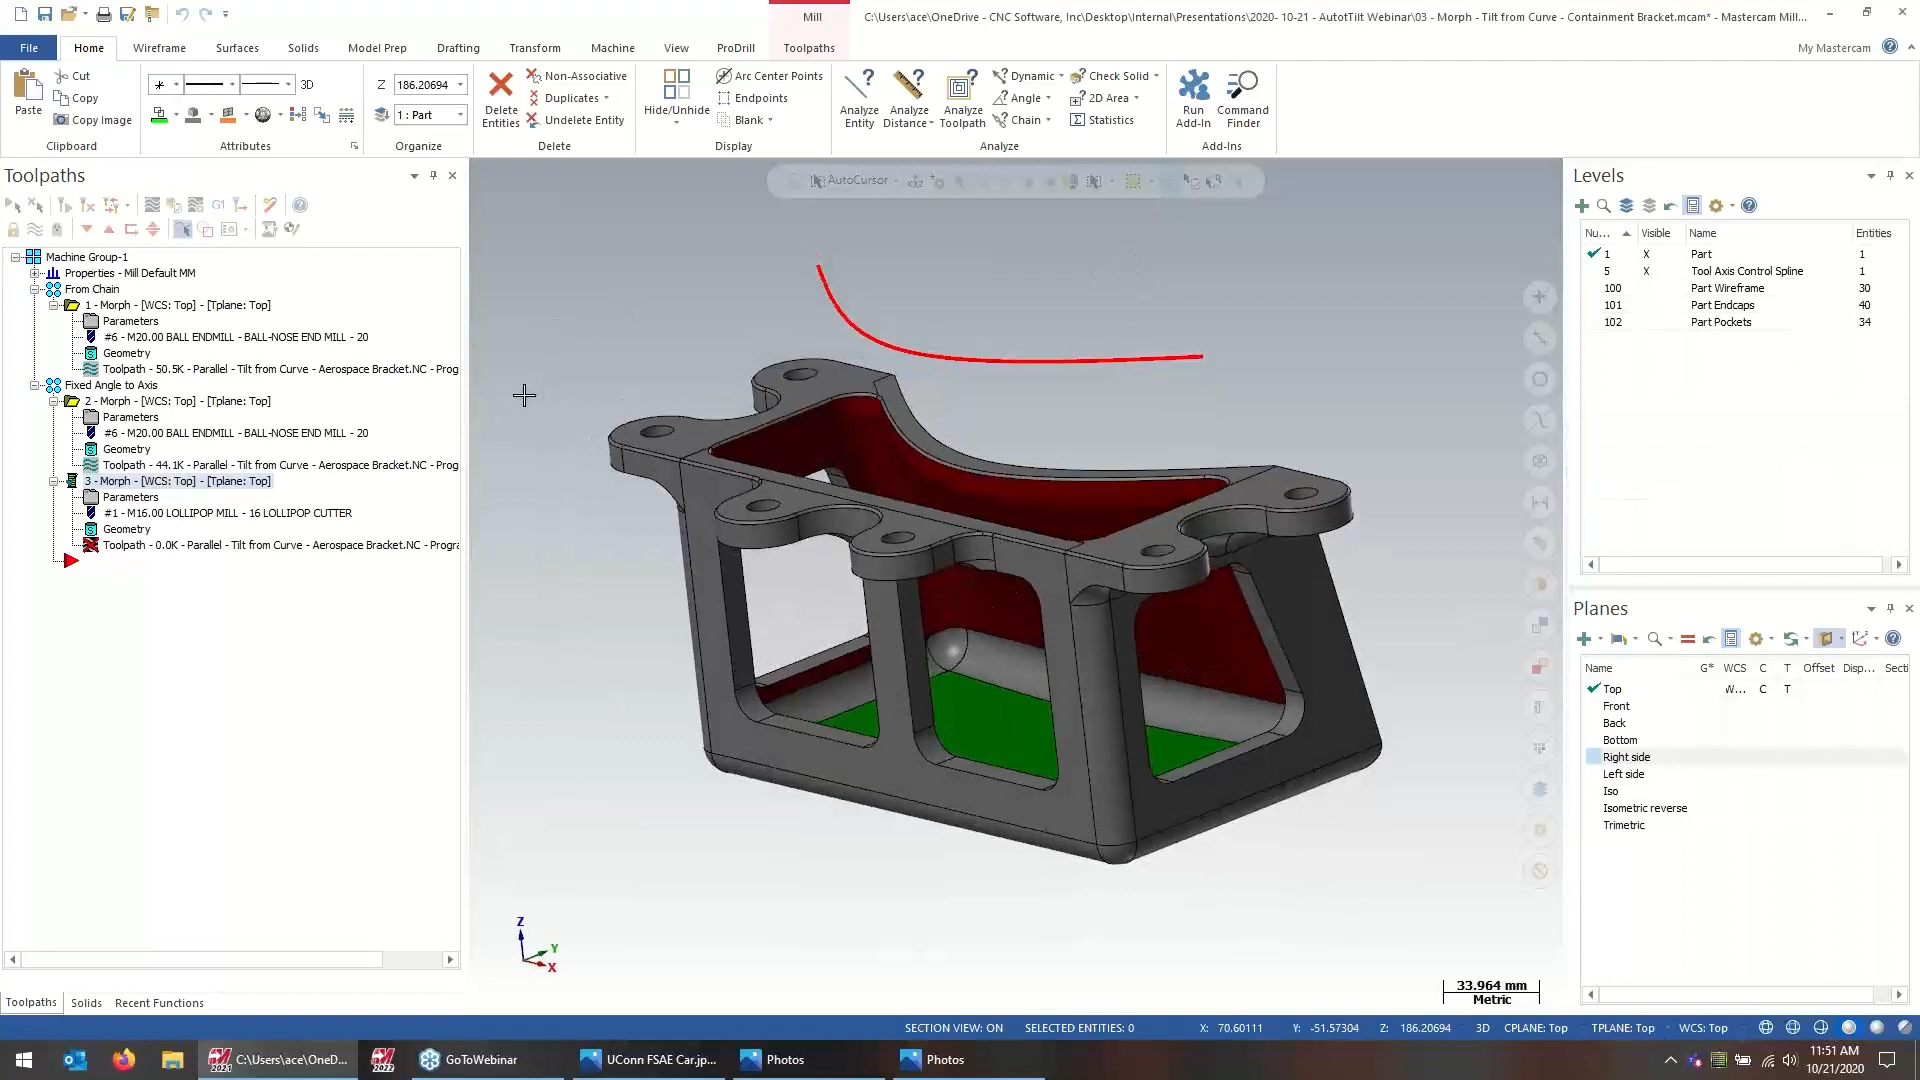 Mill
C:\Users\ace\OneDrive - CNC Software, Inc\Desktop\Internal\Presentations\2020- 10-21 - AutotTilt Webinar\03 - Morph - Tilt from Curve - Containment Bracket.mcam* - Mastercam Mill...
File Home Wireframe Surfaces Solids Model Prep Drafting Transform Machine View ProDrill Toolpaths My Mastercam
Paste
Cut
Copy
Copy Image
3D
Z 186.20694
1 : Part
Delete Entities
Non-Associative
Duplicates
Undelete Entity
Hide/Unhide
Arc Center Points
Endpoints
Blank
Analyze Entity
Analyze Distance
Analyze Toolpath
Dynamic
Angle
Chain
Check Solid
2D Area
Statistics
Run Add-In
Command Finder
Clipboard Attributes Organize Delete Display Analyze Add-Ins
Toolpaths
G1
Machine Group-1
Properties - Mill Default MM
From Chain
1 - Morph - [WCS: Top] - [Tplane: Top]
Parameters
#6 - M20.00 BALL ENDMILL - BALL-NOSE END MILL - 20
Geometry
Toolpath - 50.5K - Parallel - Tilt from Curve - Aerospace Bracket.NC - Prog
Fixed Angle to Axis
2 - Morph - [WCS: Top] - [Tplane: Top]
Parameters
#6 - M20.00 BALL ENDMILL - BALL-NOSE END MILL - 20
Geometry
Toolpath - 44.1K - Parallel - Tilt from Curve - Aerospace Bracket.NC - Prog
3 - Morph - [WCS: Top] - [Tplane: Top]
Parameters
#1 - M16.00 LOLLIPOP MILL - 16 LOLLIPOP CUTTER
Geometry
Toolpath - 0.0K - Parallel - Tilt from Curve - Aerospace Bracket.NC - Progra
Toolpaths Solids Recent Functions
AutoCursor
Z
Y
X
33.964 mm
Metric
Levels
Nu... Visible Name Entities
1 X Part 1
5 X Tool Axis Control Spline 1
100 Part Wireframe 30
101 Part Endcaps 40
102 Part Pockets 34
Planes
Name G* WCS C T Offset Disp... Secti
Top W... C T
Front
Back
Bottom
Right side
Left side
Iso
Isometric reverse
Trimetric
SECTION VIEW: ON SELECTED ENTITIES: 0 X: 70.60111 Y: -51.57304 Z: 186.20694 3D CPLANE: Top TPLANE: Top WCS: Top
2021 C:\Users\ace\OneD... 2022 GoToWebinar UConn FSAE Car.jp... Photos Photos
11:51 AM
10/21/2020